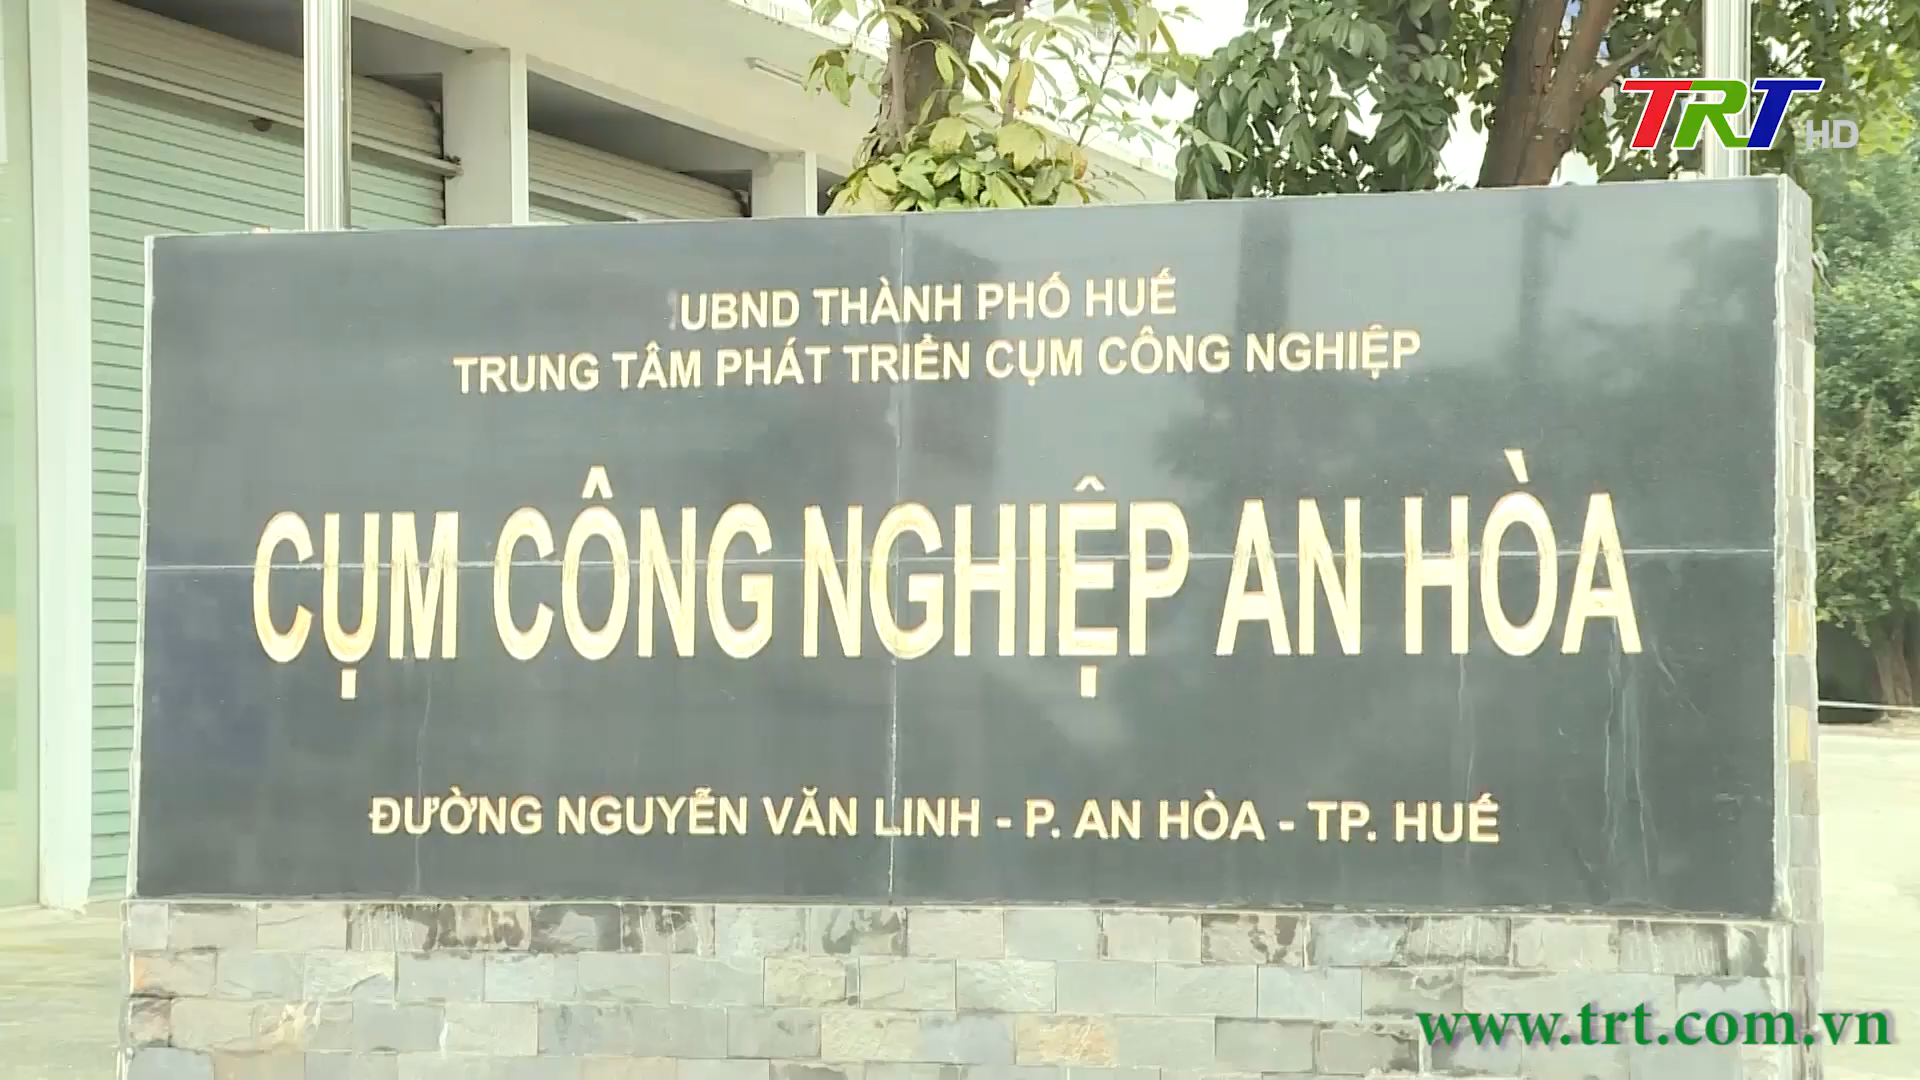 TRT HD
UBND THÀNH PHỐ HUẾ
TRUNG TÂM PHÁT TRIỂN CỤM CÔNG NGHIỆP
CỤM CÔNG NGHIỆP AN HÒA
ĐƯỜNG NGUYỄN VĂN LINH - P. AN HÒA - TP. HUẾ
www.trt.com.vn